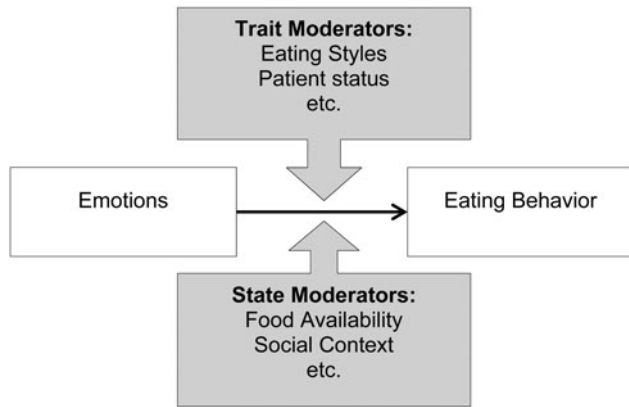 Trait Moderators:
Eating Styles
Patient status
etc.
Emotions
Eating Behavior
State Moderators:
Food Availability
Social Context
etc.